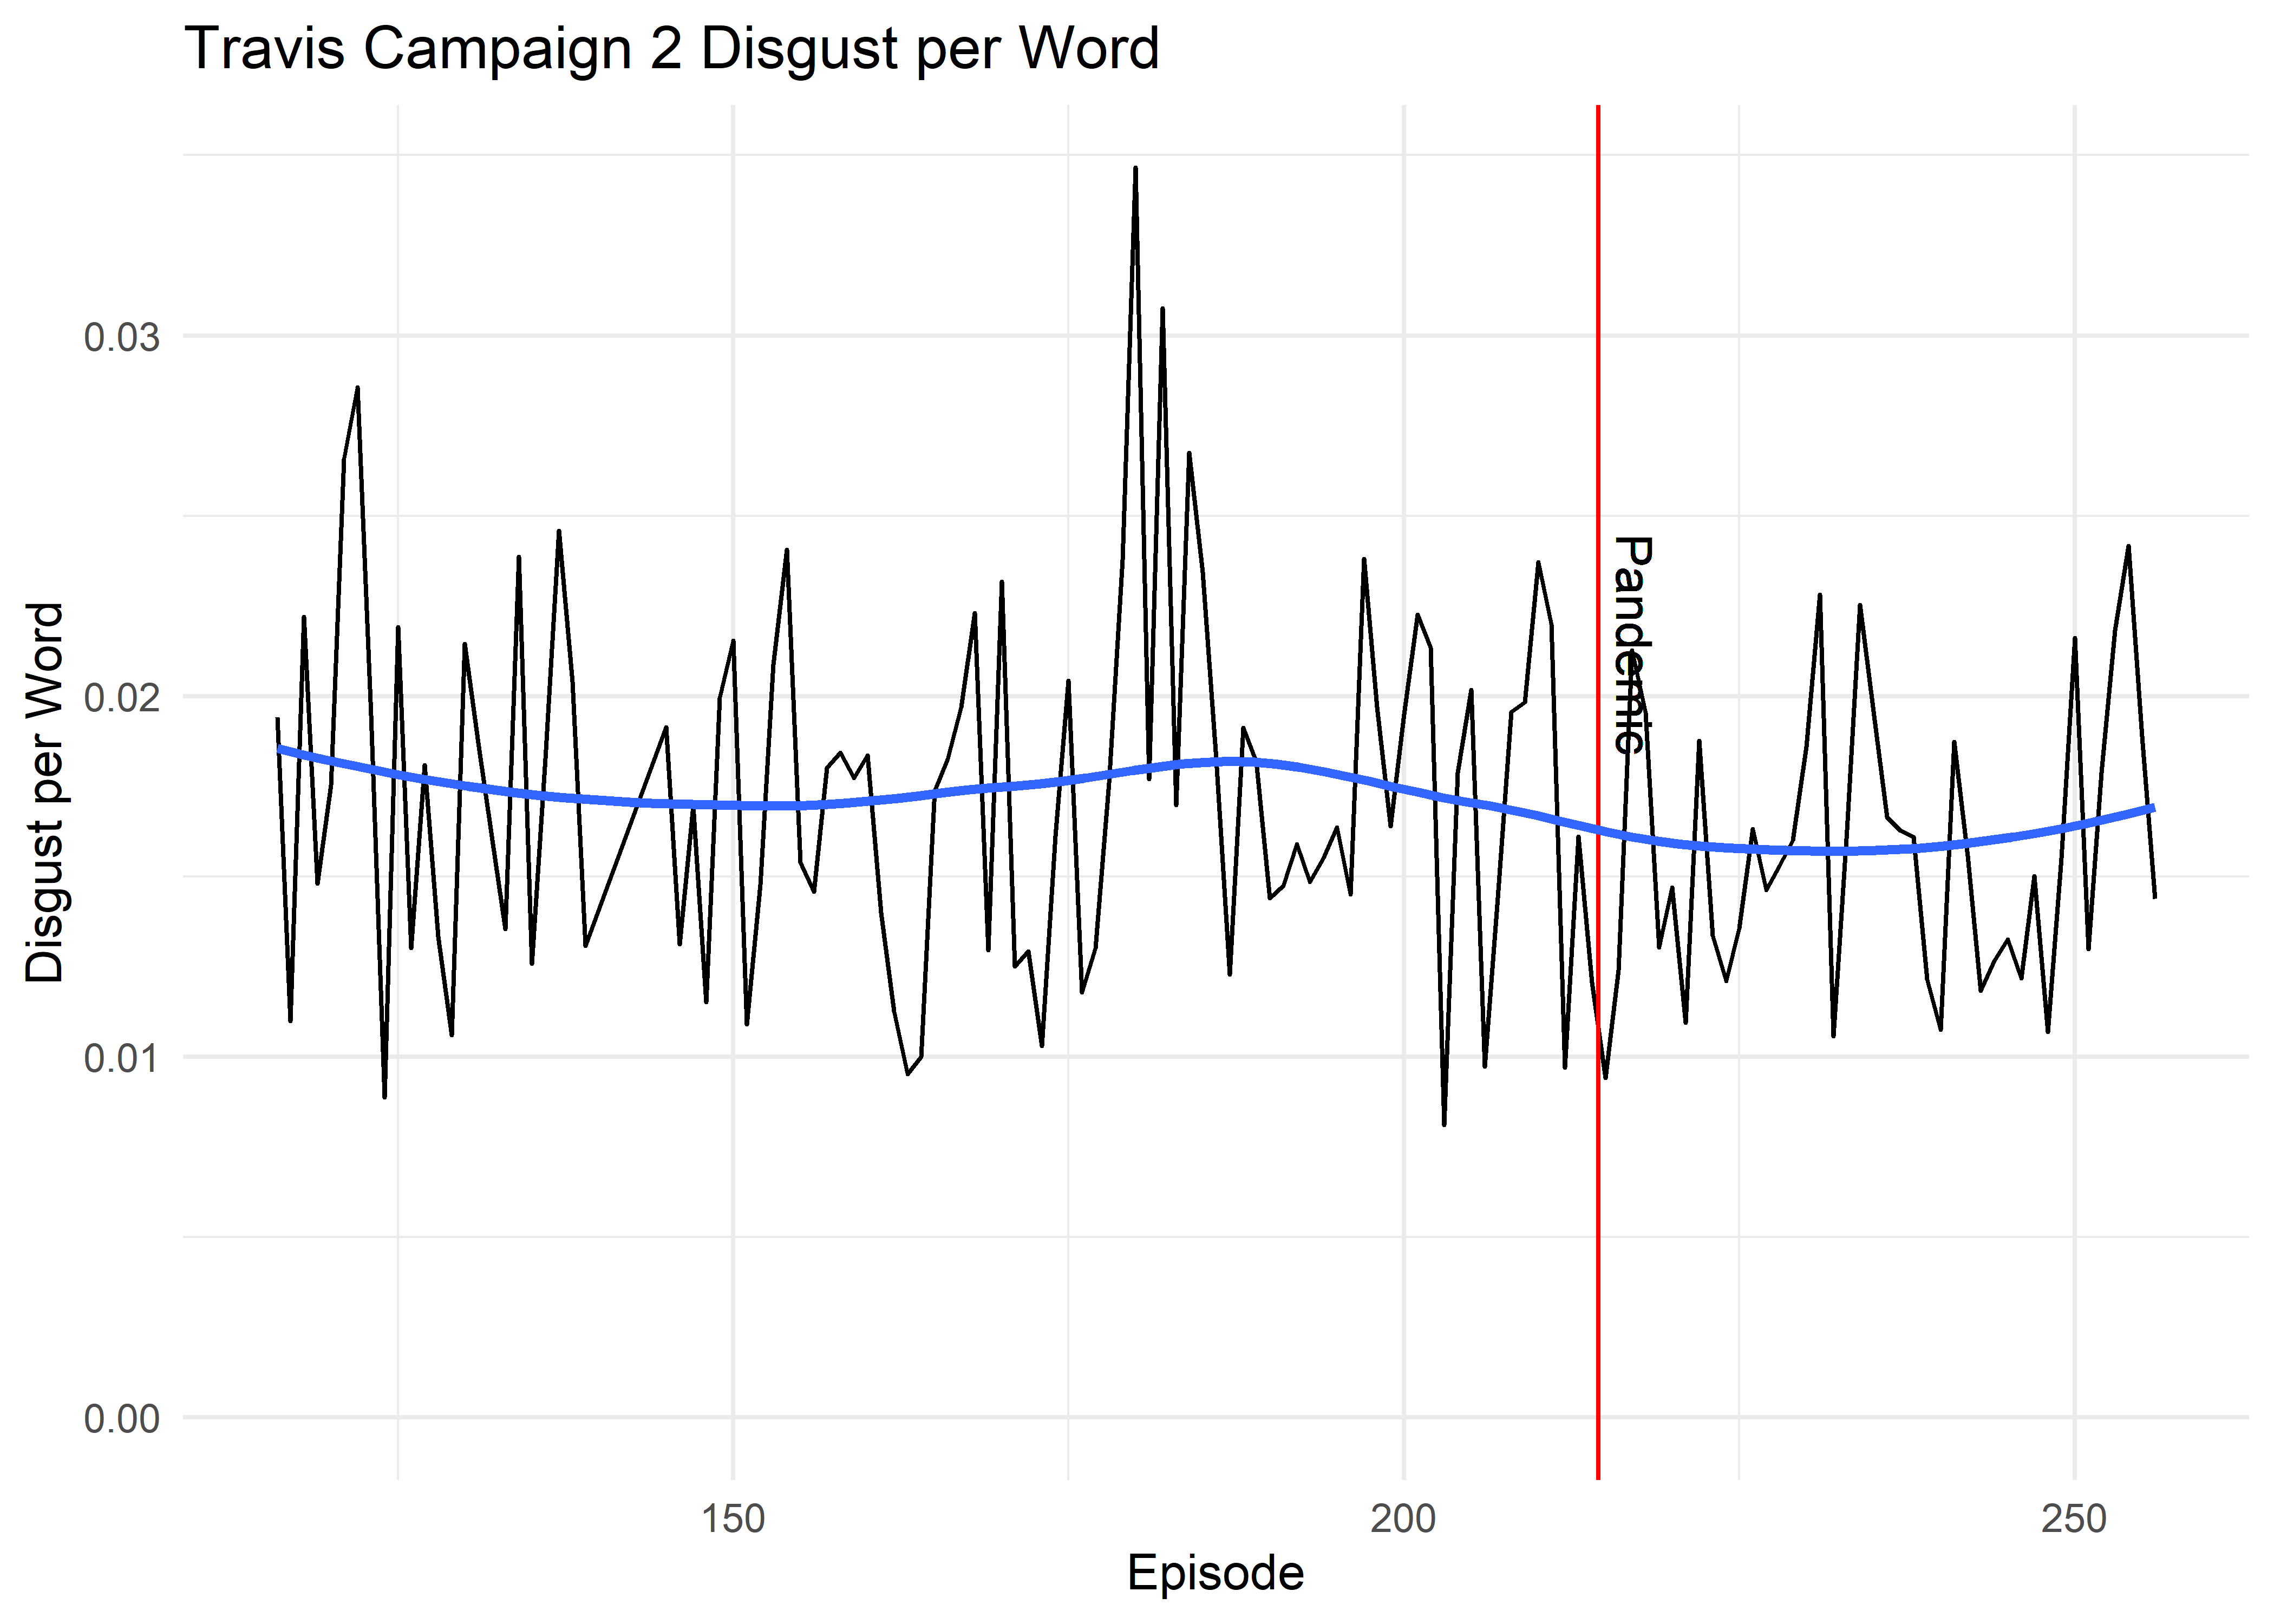 Travis Campaign 2 Disgust per Word
Disgust per Word
0.03
0.02
0.01
0.00
Pandemic
150
200
250
Episode